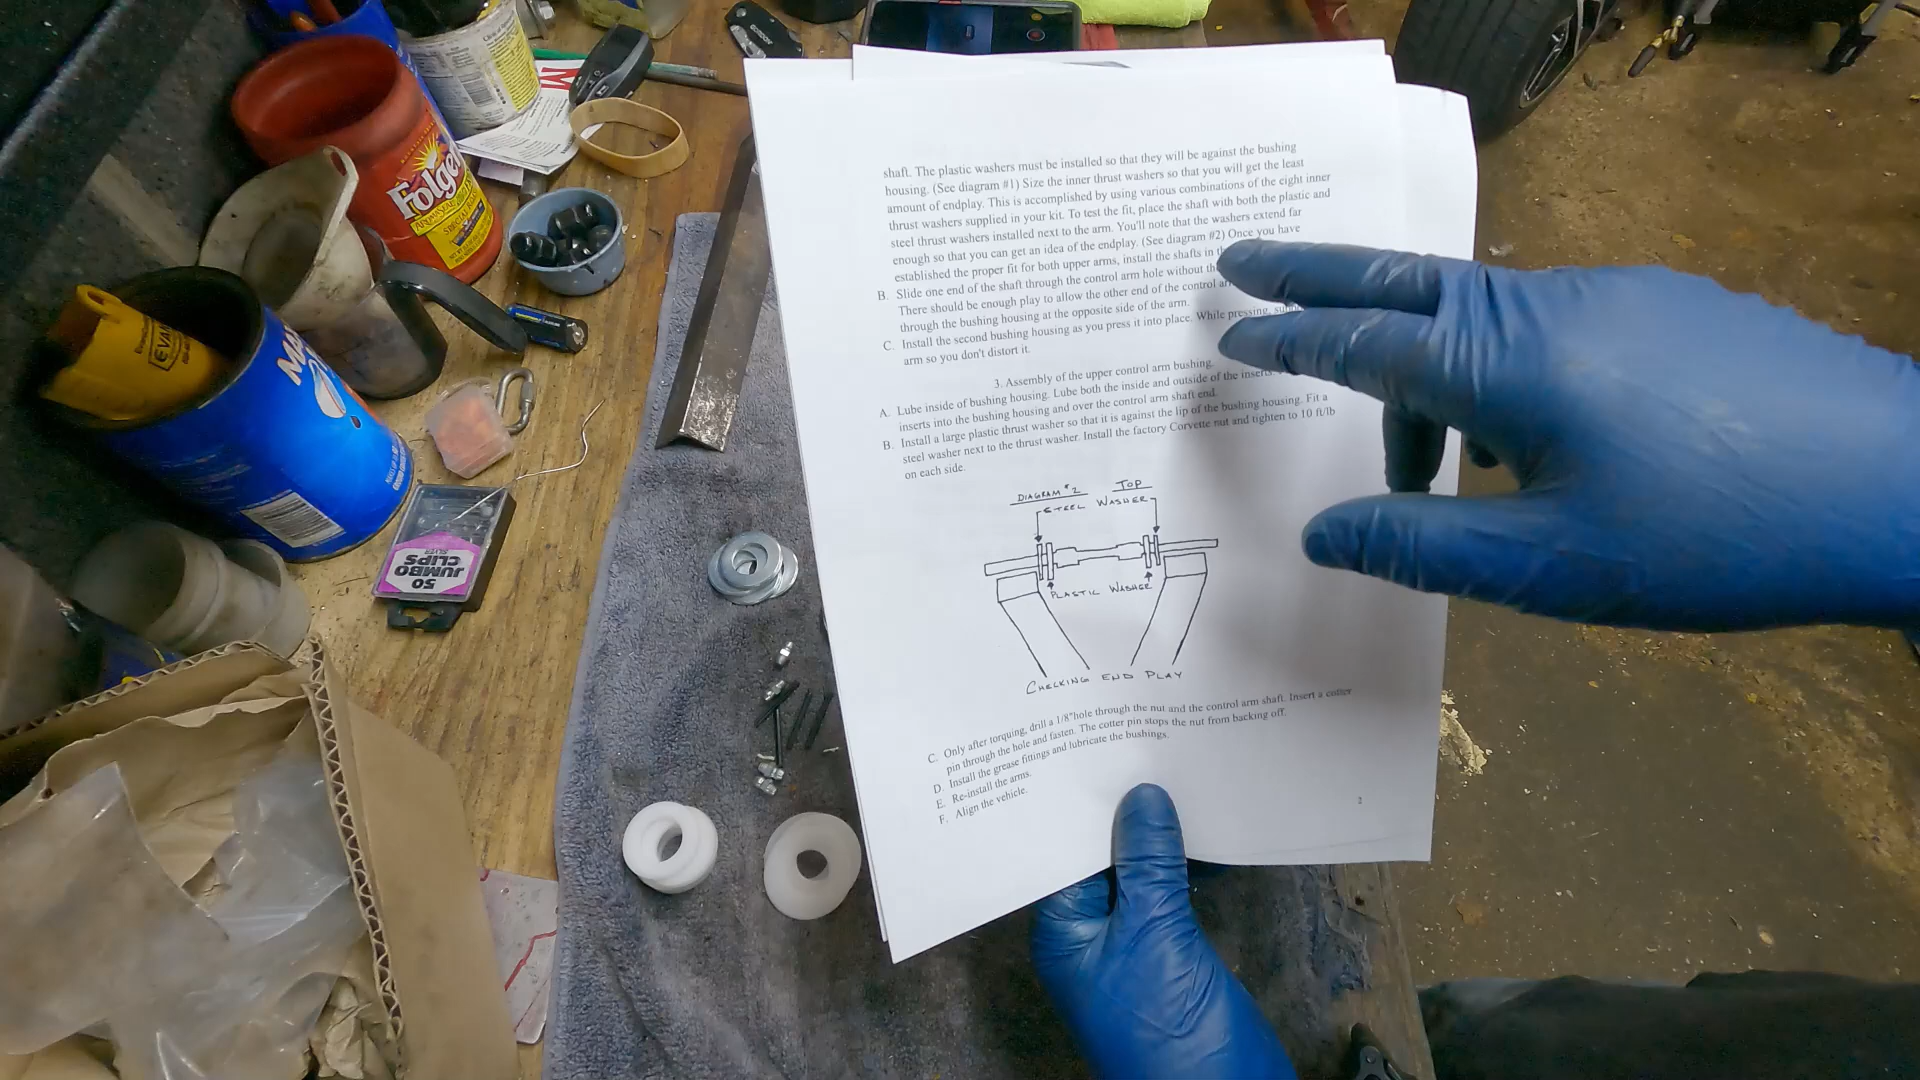 shaft. The plastic washers must be installed so that they will be against the bushing
housing. (See diagram #1) Size the inner thrust washers so that you will get the least
amount of endplay. This is accomplished by using various combinations of the eight inner
thrust washers supplied in your kit. To test the fit, place the shaft with both the plastic and
steel thrust washers installed next to the arm. You'll note that the washers extend far
enough so that you can get an idea of the endplay. (See diagram #2) Once you have
established the proper fit for both upper arms, install the shafts in
B. Slide one end of the shaft through the control arm hole without
There should be enough play to allow the other end of the control
through the bushing housing at the opposite side of the arm.
C. Install the second bushing housing as you press it into place. While pressing,
arm so you don't distort it.
3. Assembly of the upper control arm bushing.
A. Lube inside of bushing housing. Lube both the inside and outside of the
inserts into the bushing housing and over the control arm shaft end.
B. Install a large plastic thrust washer so that it is against the lip of the bushing housing. Fit a
steel washer next to the thrust washer. Install the factory Corvette nut and tighten to 10 ft/lb
on each side.
DIAGRAM #2 TOP
STEEL WASHER
PLASTIC WASHER
CHECKING END PLAY
C. Only after torquing, drill a 1/8"hole through the nut and the control arm shaft. Insert a cotter
pin through the hole and fasten. The cotter pin stops the nut from backing off.
D. Install the grease fittings and lubricate the bushings.
E. Re-install the arms.
F. Align the vehicle.
2
Folgers
SPECIAL ROAST
EVAP
MA
50
JUMBO
CLIPS
SILVER
M